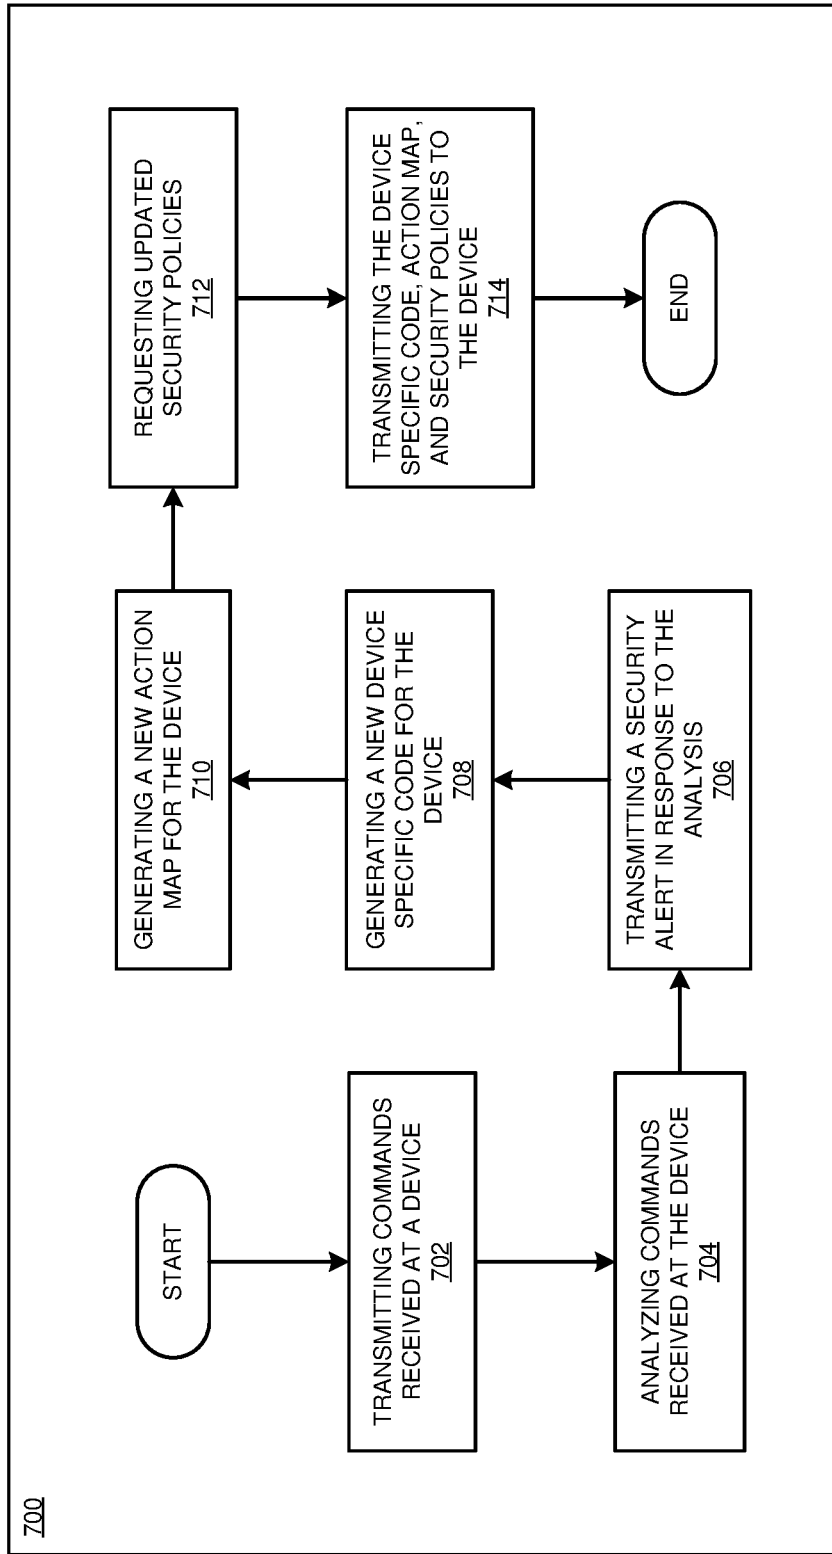 700
START
TRANSMITTING COMMANDS
RECEIVED AT A DEVICE
702
ANALYZING COMMANDS
RECEIVED AT THE DEVICE
704
TRANSMITTING A SECURITY
ALERT IN RESPONSE TO THE
ANALYSIS
706
GENERATING A NEW DEVICE
SPECIFIC CODE FOR THE
DEVICE
708
GENERATING A NEW ACTION
MAP FOR THE DEVICE
710
REQUESTING UPDATED
SECURITY POLICIES
712
TRANSMITTING THE DEVICE
SPECIFIC CODE, ACTION MAP,
AND SECURITY POLICIES TO
THE DEVICE
714
END